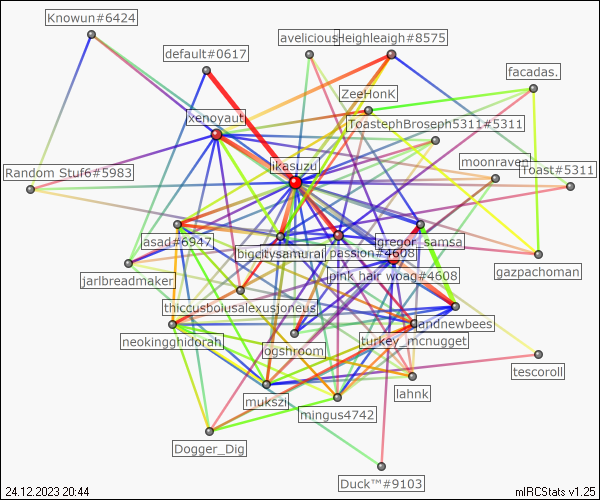 Knowun#6424
avelicious
Heighleigh#8575
default#0617
facadas.
ZeeHonK
xenoyaut
ToastephBroseph5311#5311
moonraven
ikasuzu
Toast#5311
Random Stuf6#5983
asad#6947
gregor_samsa
bigcitysamurai
passion#4608
gazpachoman
jarlbreadmaker
pink hair woag#4608
thiccusboiusalexusjoneus
andnewbees
neokingghidorah
turkey_mcnugget
ogshroom
tescoroll
lahnk
mukszi
mingus4742
Dogger_Dig
Duck™#9103
24.12.2023 20:44
mIRCStats v1.25